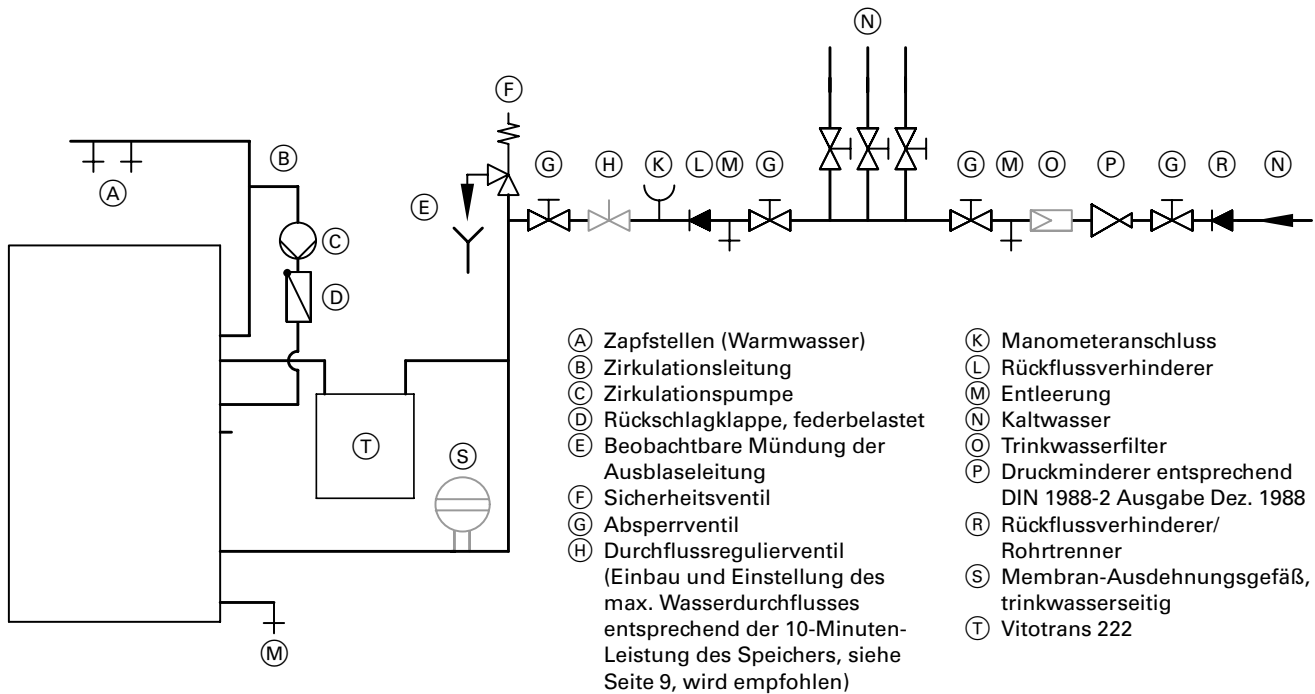 N
F
B
G
H
K
L
M
G
G
M
O
P
G
R
N
A
E
C
D
T
S
M
A Zapfstellen (Warmwasser)
B Zirkulationsleitung
C Zirkulationspumpe
D Rückschlagklappe, federbelastet
E Beobachtbare Mündung der
Ausblaseleitung
F Sicherheitsventil
G Absperrventil
H Durchflussregulierventil
(Einbau und Einstellung des
max. Wasserdurchflusses
entsprechend der 10-Minuten-
Leistung des Speichers, siehe
Seite 9, wird empfohlen)
K Manometeranschluss
L Rückflussverhinderer
M Entleerung
N Kaltwasser
O Trinkwasserfilter
P Druckminderer entsprechend
DIN 1988-2 Ausgabe Dez. 1988
R Rückflussverhinderer/
Rohrtrenner
S Membran-Ausdehnungsgefäß,
trinkwasserseitig
T Vitotrans 222